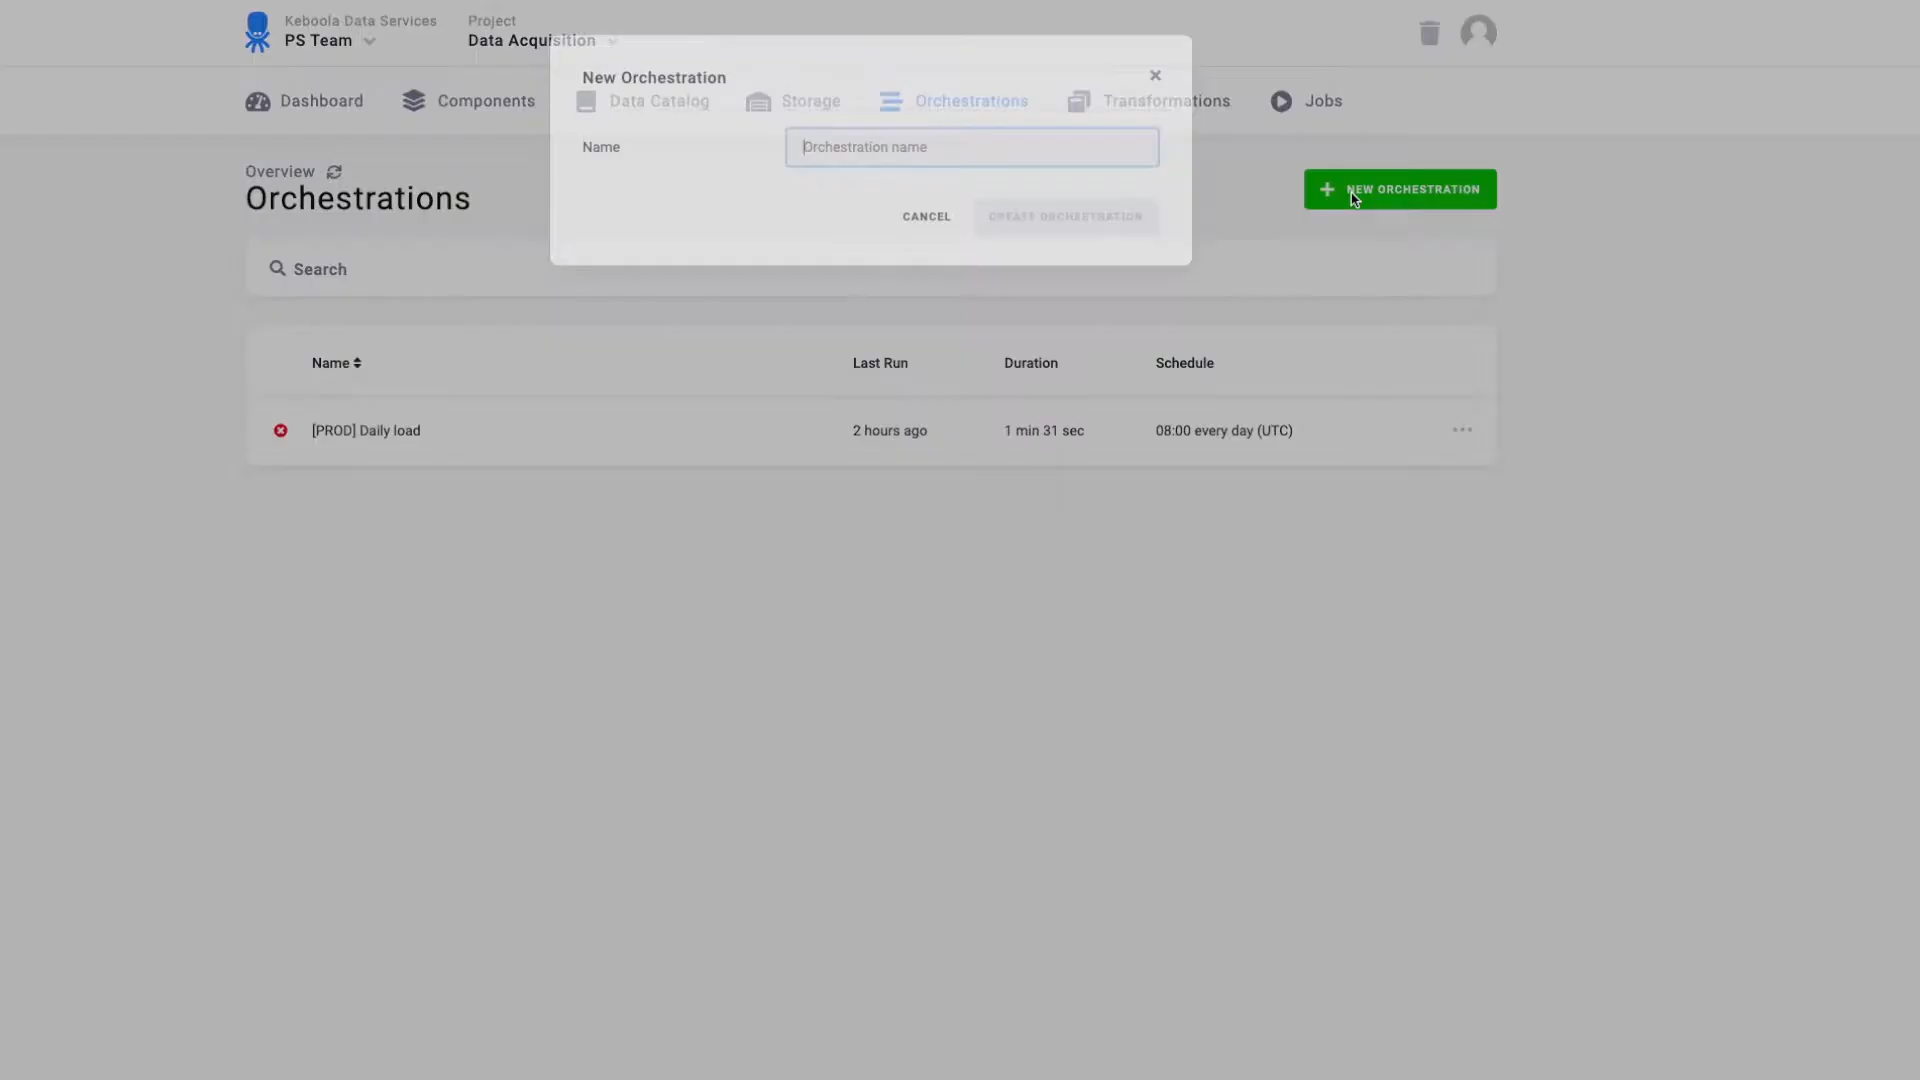 Keboola Data Services
PS Team
Project
Data Acquisition
New Orchestration
Dashboard
Components
Data Catalog
Storage
Orchestrations
Transformations
Jobs
Name
Orchestration name
Overview
Orchestrations
NEW ORCHESTRATION
CANCEL
CREATE ORCHESTRATION
Search
Name Last Run Duration Schedule
[PROD] Daily load 2 hours ago 1 min 31 sec 08:00 every day (UTC)